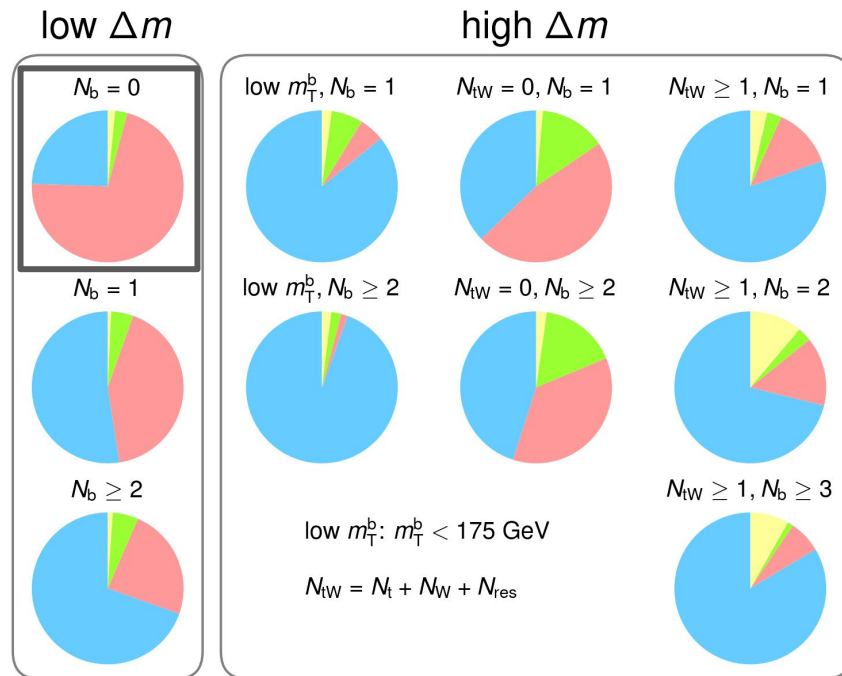 low Δm
high Δm
N_b = 0
low m_T^b, N_b = 1
N_tW = 0, N_b = 1
N_tW ≥ 1, N_b = 1
N_b = 1
low m_T^b, N_b ≥ 2
N_tW = 0, N_b ≥ 2
N_tW ≥ 1, N_b = 2
N_b ≥ 2
N_tW ≥ 1, N_b ≥ 3
low m_T^b: m_T^b < 175 GeV
N_tW = N_t + N_W + N_res